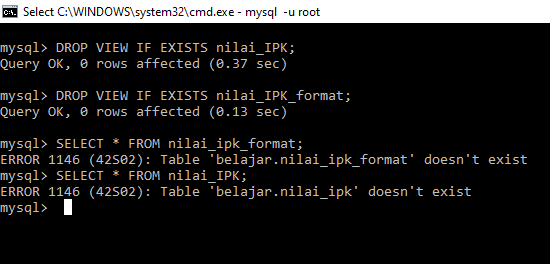 Select C:\WINDOWS\system32\cmd.exe - mysql -u root
mysql> DROP VIEW IF EXISTS nilai_IPK;
Query OK, 0 rows affected (0.37 sec)
mysql> DROP VIEW IF EXISTS nilai_IPK_format;
Query OK, 0 rows affected (0.13 sec)
mysql> SELECT * FROM nilai_ipk_format;
ERROR 1146 (42S02): Table 'belajar.nilai_ipk_format' doesn't exist
mysql> SELECT * FROM nilai_IPK;
ERROR 1146 (42S02): Table 'belajar.nilai_ipk' doesn't exist
mysql>